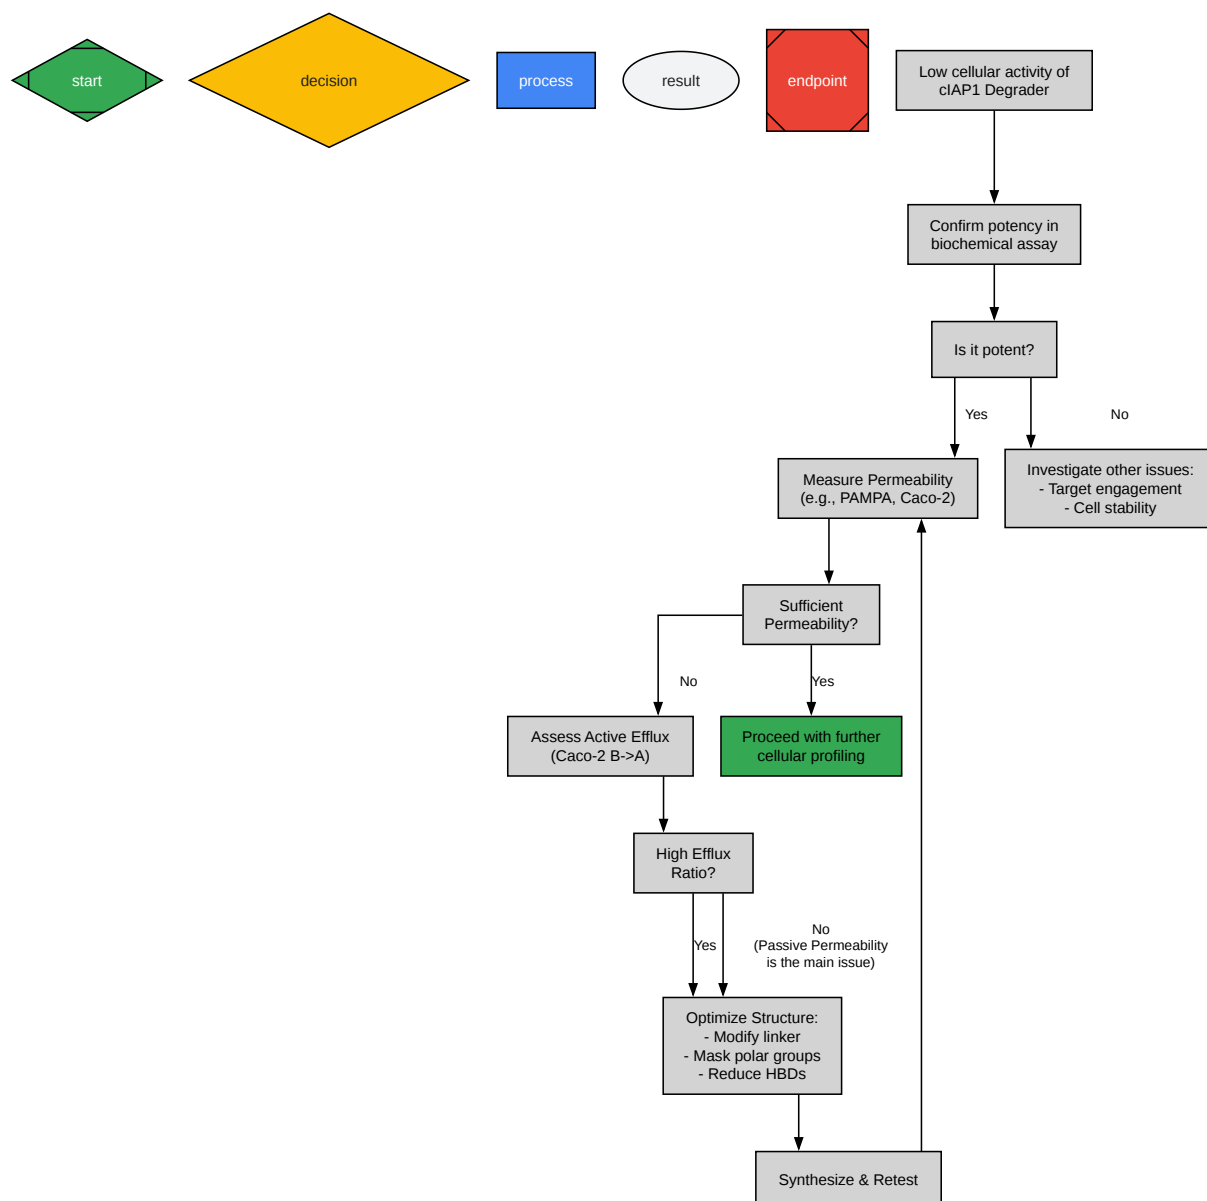 start
decision
process
result
endpoint
Low cellular activity of
cIAP1 Degrader
Confirm potency in
biochemical assay
Is it potent?
Yes
No
Measure Permeability
(e.g., PAMPA, Caco-2)
Investigate other issues:
- Target engagement
- Cell stability
Sufficient
Permeability?
No
Yes
Assess Active Efflux
(Caco-2 B->A)
Proceed with further
cellular profiling
High Efflux
Ratio?
Yes
No
(Passive Permeability
is the main issue)
Optimize Structure:
- Modify linker
- Mask polar groups
- Reduce HBDs
Synthesize & Retest